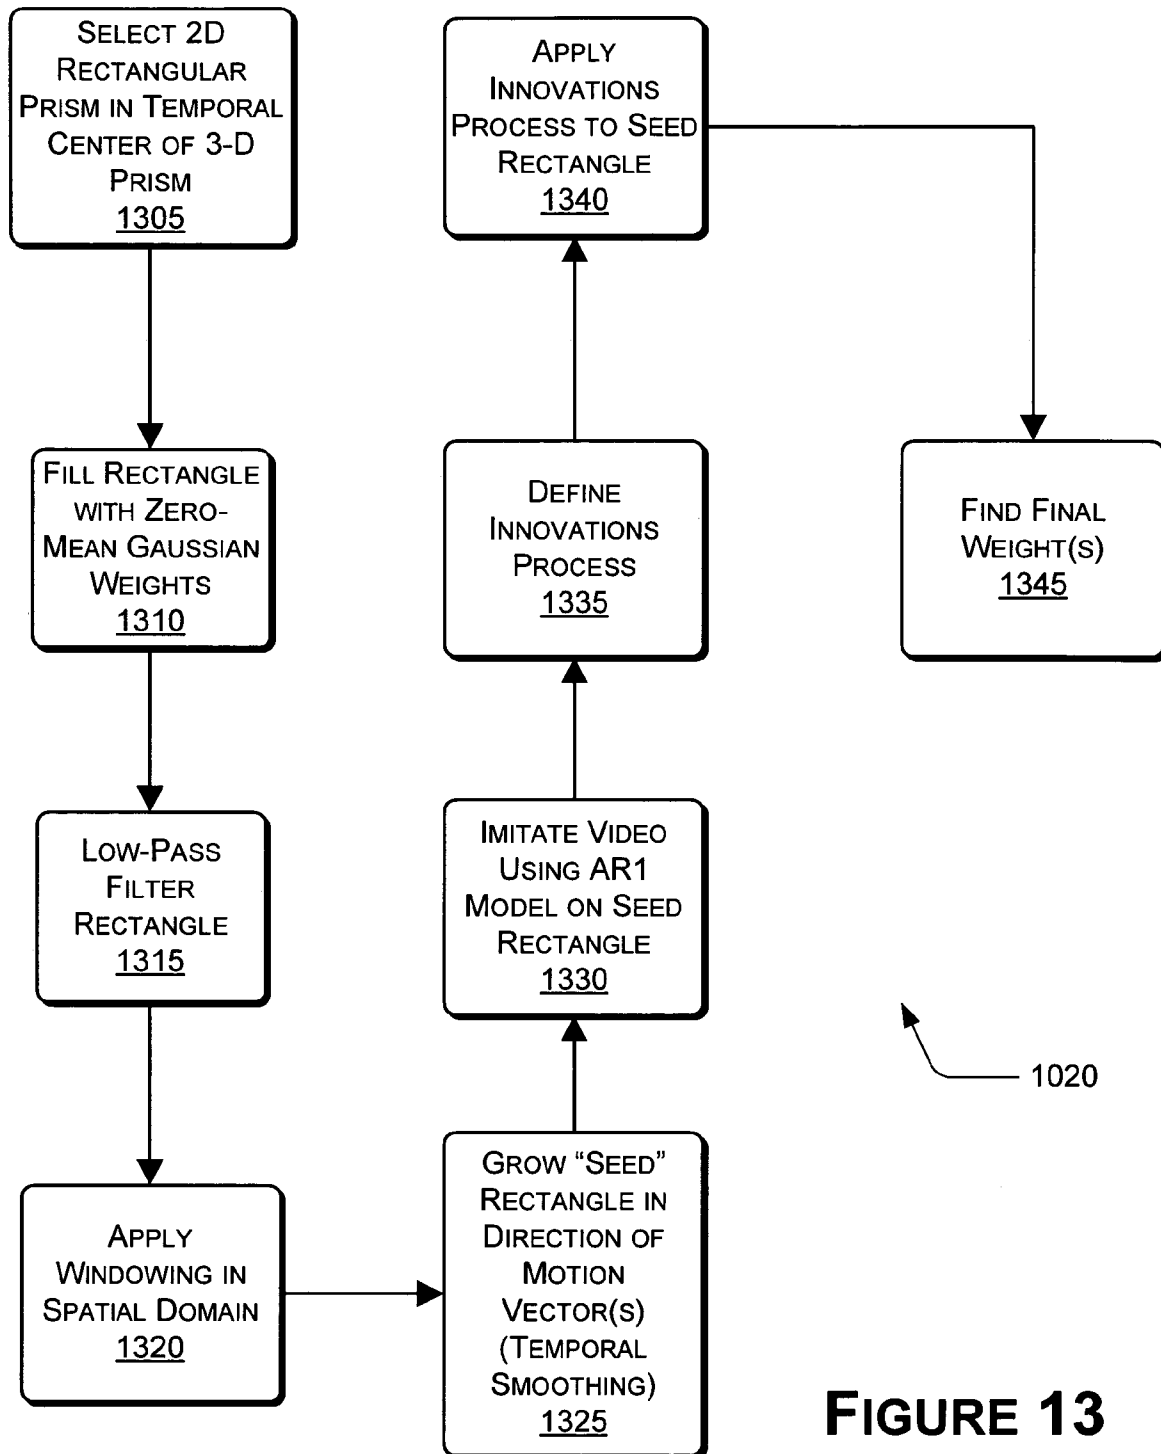 SELECT 2D
RECTANGULAR
PRISM IN TEMPORAL
CENTER OF 3-D
PRISM
1305
FILL RECTANGLE
WITH ZERO-
MEAN GAUSSIAN
WEIGHTS
1310
LOW-PASS
FILTER
RECTANGLE
1315
APPLY
WINDOWING IN
SPATIAL DOMAIN
1320
GROW “SEED”
RECTANGLE IN
DIRECTION OF
MOTION
VECTOR(S)
(TEMPORAL
SMOOTHING)
1325
IMITATE VIDEO
USING AR1
MODEL ON SEED
RECTANGLE
1330
DEFINE
INNOVATIONS
PROCESS
1335
APPLY
INNOVATIONS
PROCESS TO SEED
RECTANGLE
1340
FIND FINAL
WEIGHT(S)
1345
1020
FIGURE 13